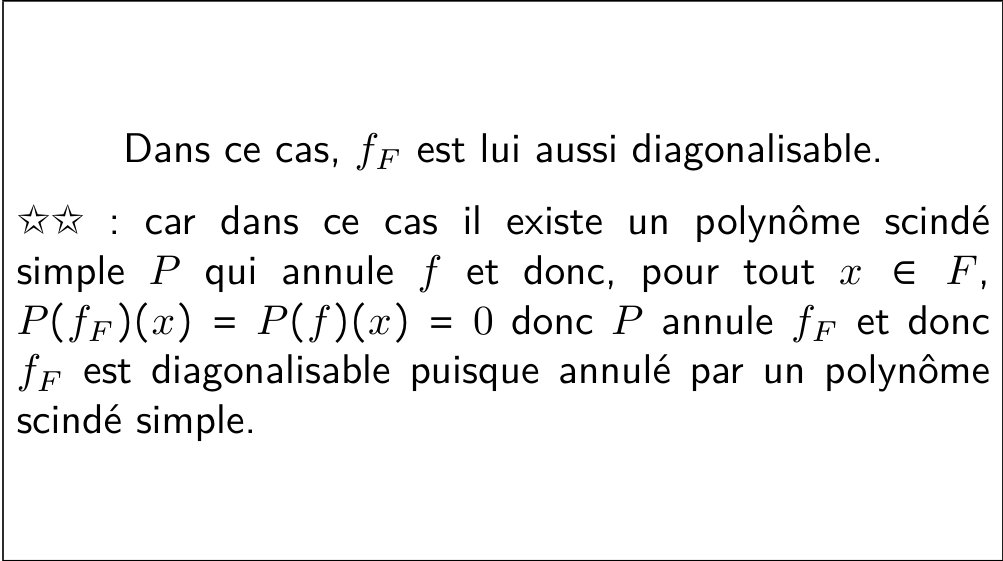 Dans ce cas, $f_F$ est lui aussi diagonalisable.
☆☆ : car dans ce cas il existe un polynôme scindé
simple $P$ qui annule $f$ et donc, pour tout $x \in F$,
$P(f_F)(x) = P(f)(x) = 0$ donc $P$ annule $f_F$ et donc
$f_F$ est diagonalisable puisque annulé par un polynôme
scindé simple.